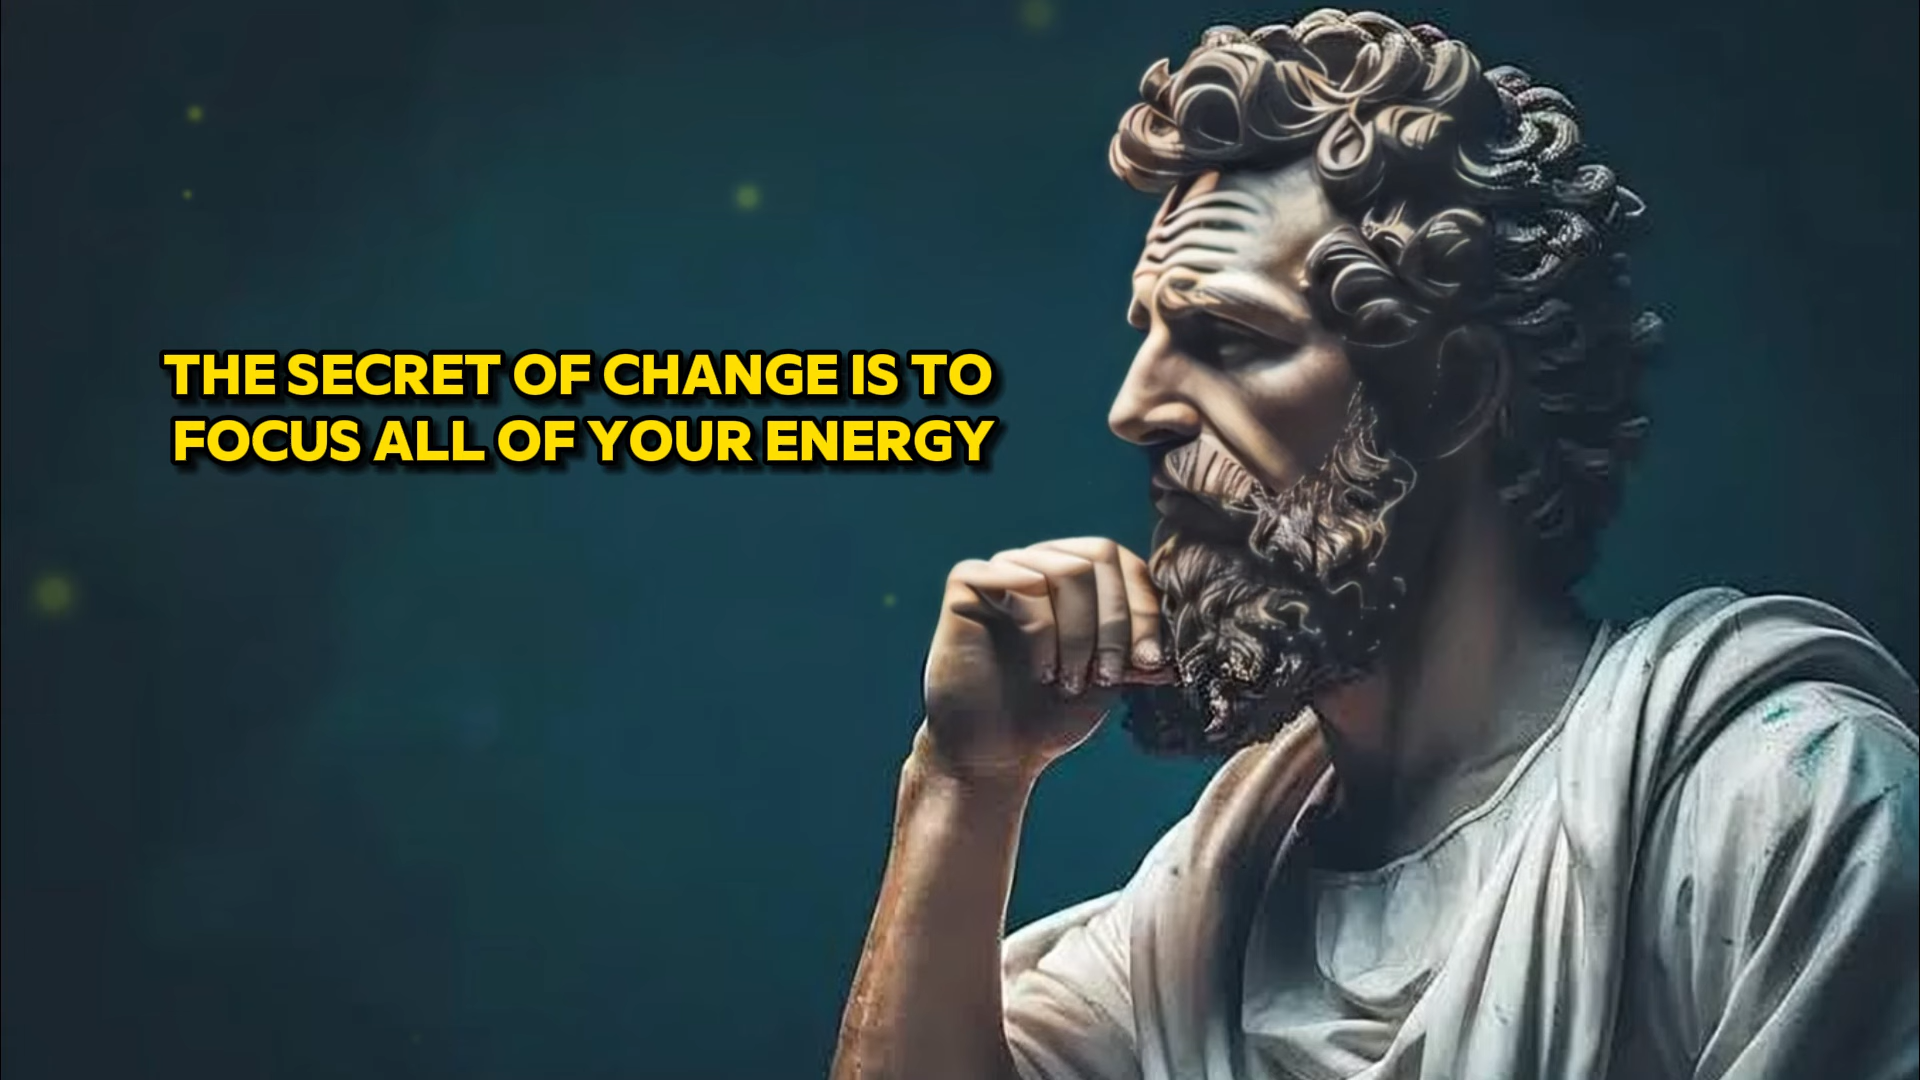 THE SECRET OF CHANGE IS TO
FOCUS ALL OF YOUR ENERGY